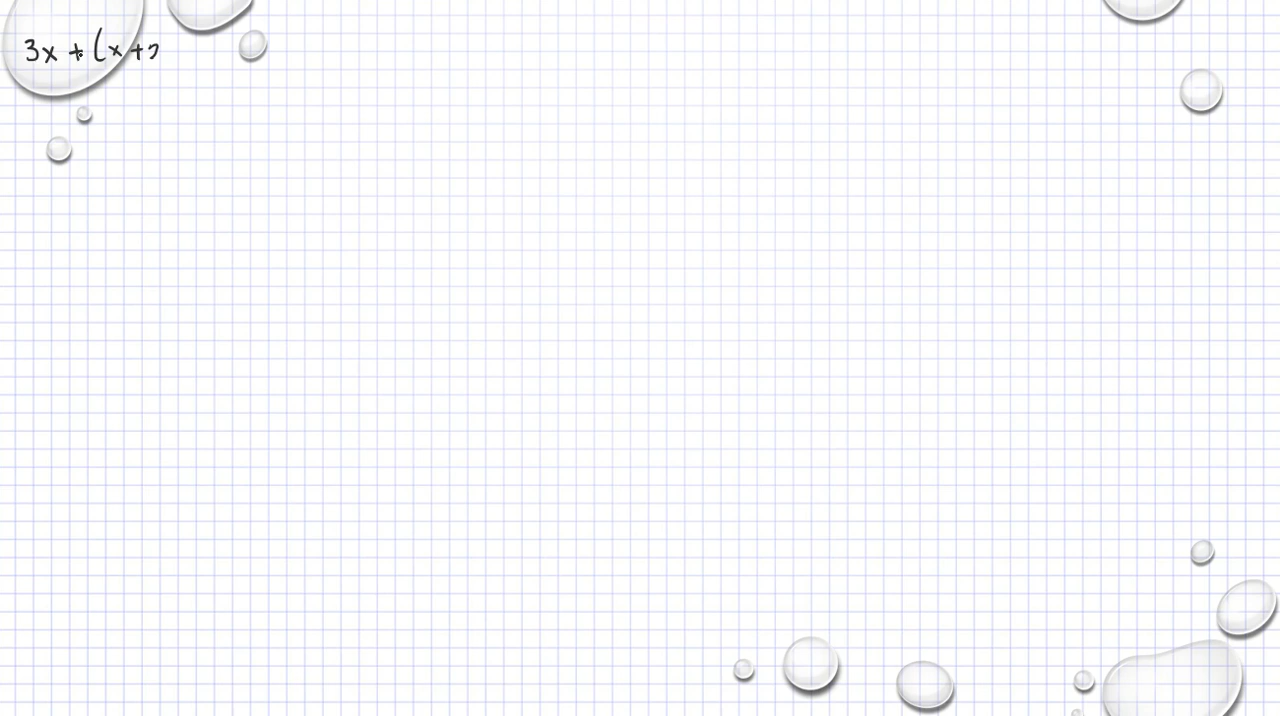 3x + (x +